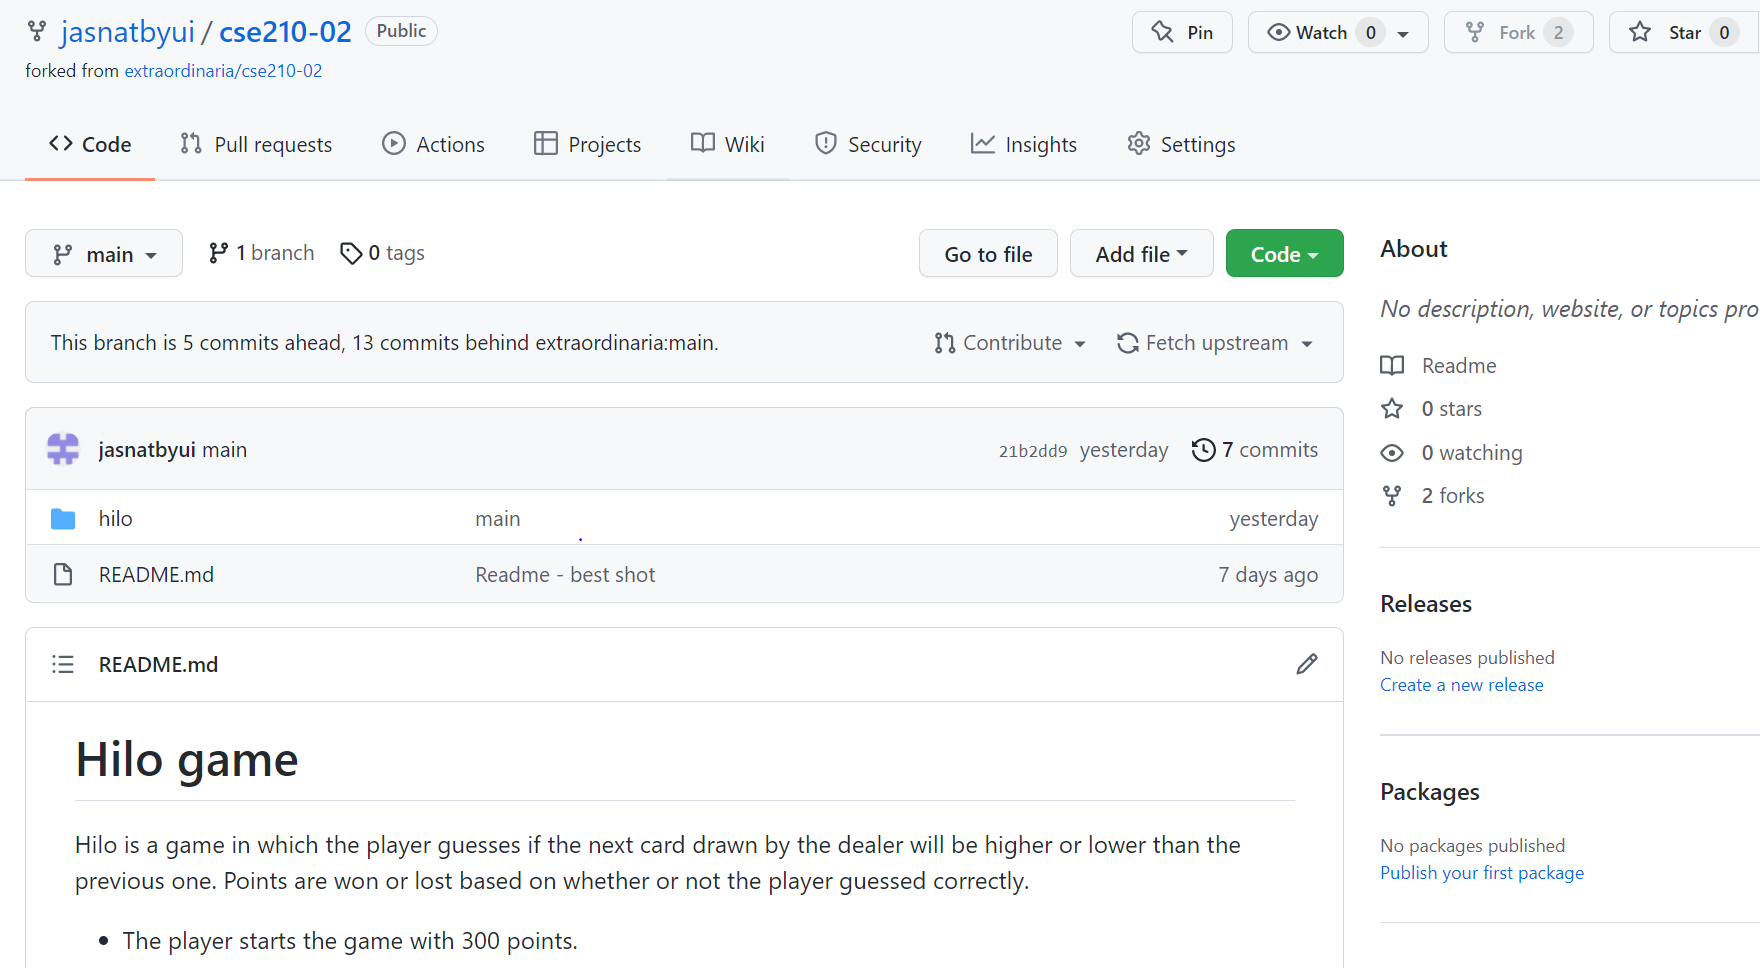 jasnatbyui / cse210-02 Public Pin Watch 0 Fork 2 Star 0
forked from extraordinaria/cse210-02
Code Pull requests Actions Projects Wiki Security Insights Settings
main 1 branch 0 tags Go to file Add file Code
This branch is 5 commits ahead, 13 commits behind extraordinaria:main. Contribute Fetch upstream
jasnatbyui main 21b2dd9 yesterday 7 commits
hilo main yesterday
README.md Readme - best shot 7 days ago
README.md
Hilo game
Hilo is a game in which the player guesses if the next card drawn by the dealer will be higher or lower than the
previous one. Points are won or lost based on whether or not the player guessed correctly.
• The player starts the game with 300 points.
About
No description, website, or topics pro
Readme
0 stars
0 watching
2 forks
Releases
No releases published
Create a new release
Packages
No packages published
Publish your first package